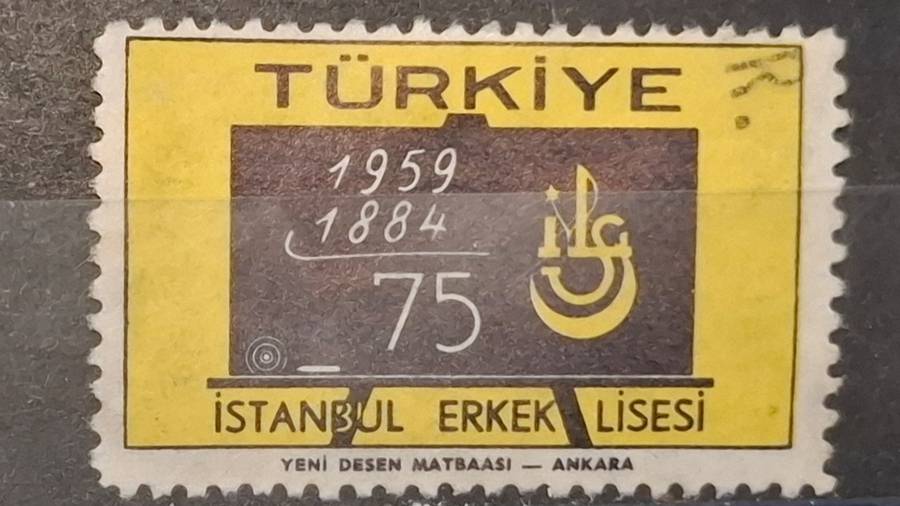 TÜRKİYE
1959
1884
75
İSTANBUL ERKEK LİSESİ
YENİ DESEN MATBAASI — ANKARA